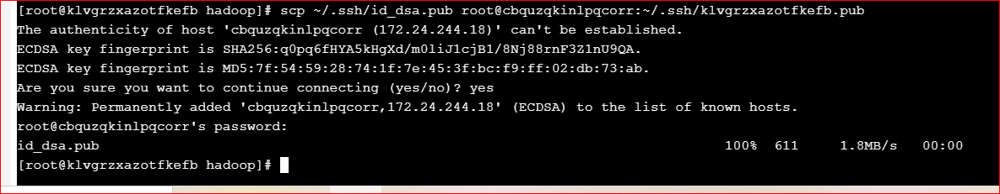 [root@klvgrzxazotfkefb hadoop]# scp ~/.ssh/id_dsa.pub root@cbquzqkinlpqcorr:~/.ssh/klvgrzxazotfkefb.pub
The authenticity of host 'cbquzqkinlpqcorr (172.24.244.18)' can't be established.
ECDSA key fingerprint is SHA256:q0pq6fHYA5kHgXd/m0liJ1cjB1/8Nj88rnF3Z1nU9QA.
ECDSA key fingerprint is MD5:7f:54:59:28:74:1f:7e:45:3f:bc:f9:ff:02:db:73:ab.
Are you sure you want to continue connecting (yes/no)? yes
Warning: Permanently added 'cbquzqkinlpqcorr,172.24.244.18' (ECDSA) to the list of known hosts.
root@cbquzqkinlpqcorr's password:
id_dsa.pub 100% 611 1.8MB/s 00:00
[root@klvgrzxazotfkefb hadoop]#